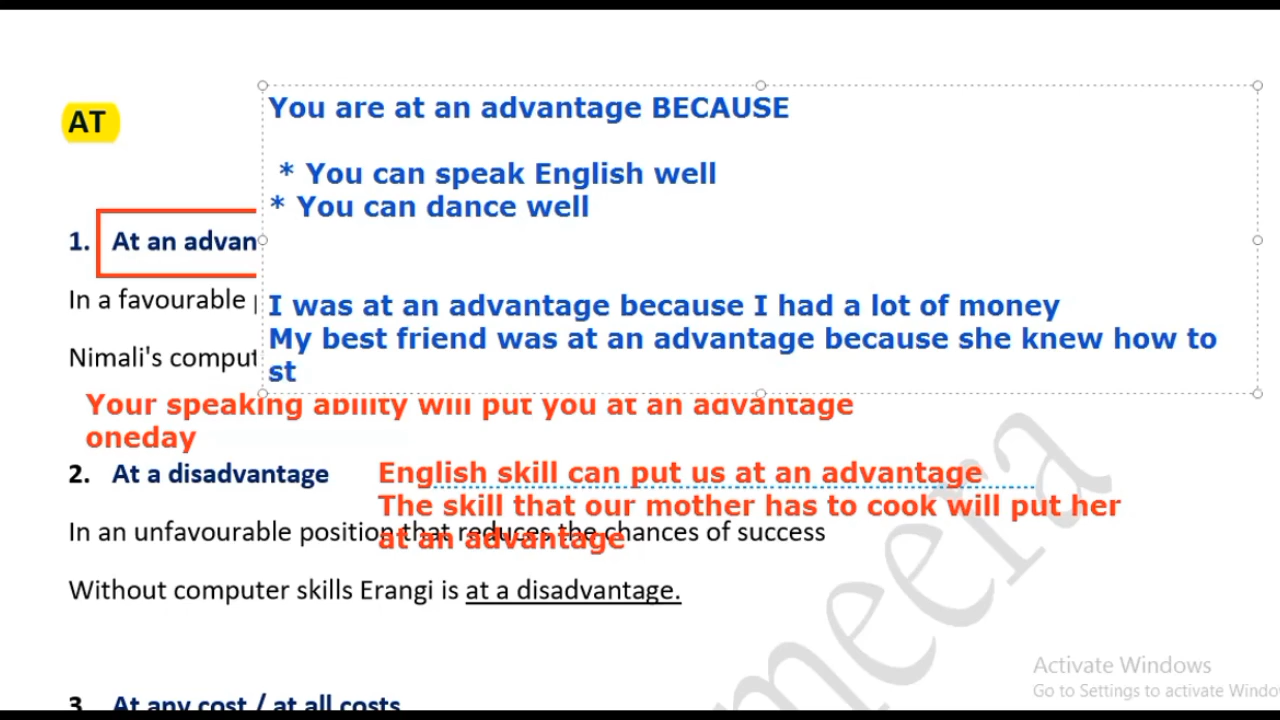 You are at an advantage BECAUSE
AT
* You can speak English well
* You can dance well
1. At an advan
In a favourable
I was at an advantage because I had a lot of money
My best friend was at an advantage because she knew how to
Nimali's comput
st
Your speaking ability will put you at an advantage
oneday
2. At a disadvantage
English skill can put us at an advantage
The skill that our mother has to cook will put her
at an advantage
In an unfavourable position that reduces the chances of success
Without computer skills Erangi is at a disadvantage.
meera
Activate Windows
Go to Settings to activate Windo
3. At any cost / at all costs